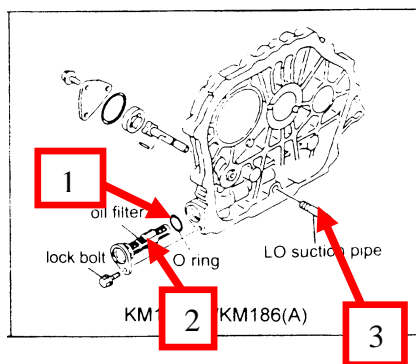 1
oil filter
lock bolt
O ring
LO suction pipe
KM1 /KM186(A)
2
3